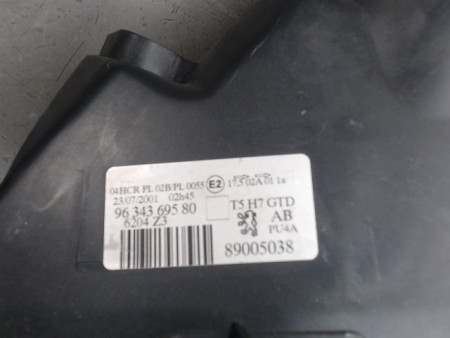 04HCR PL 02B/PL 0055 E2 17.5 02A 01 1a
23/07/2001 02h45
96 343 695 80 T5 H7 GTD
6204 Z3 AB
PU4A
89005038